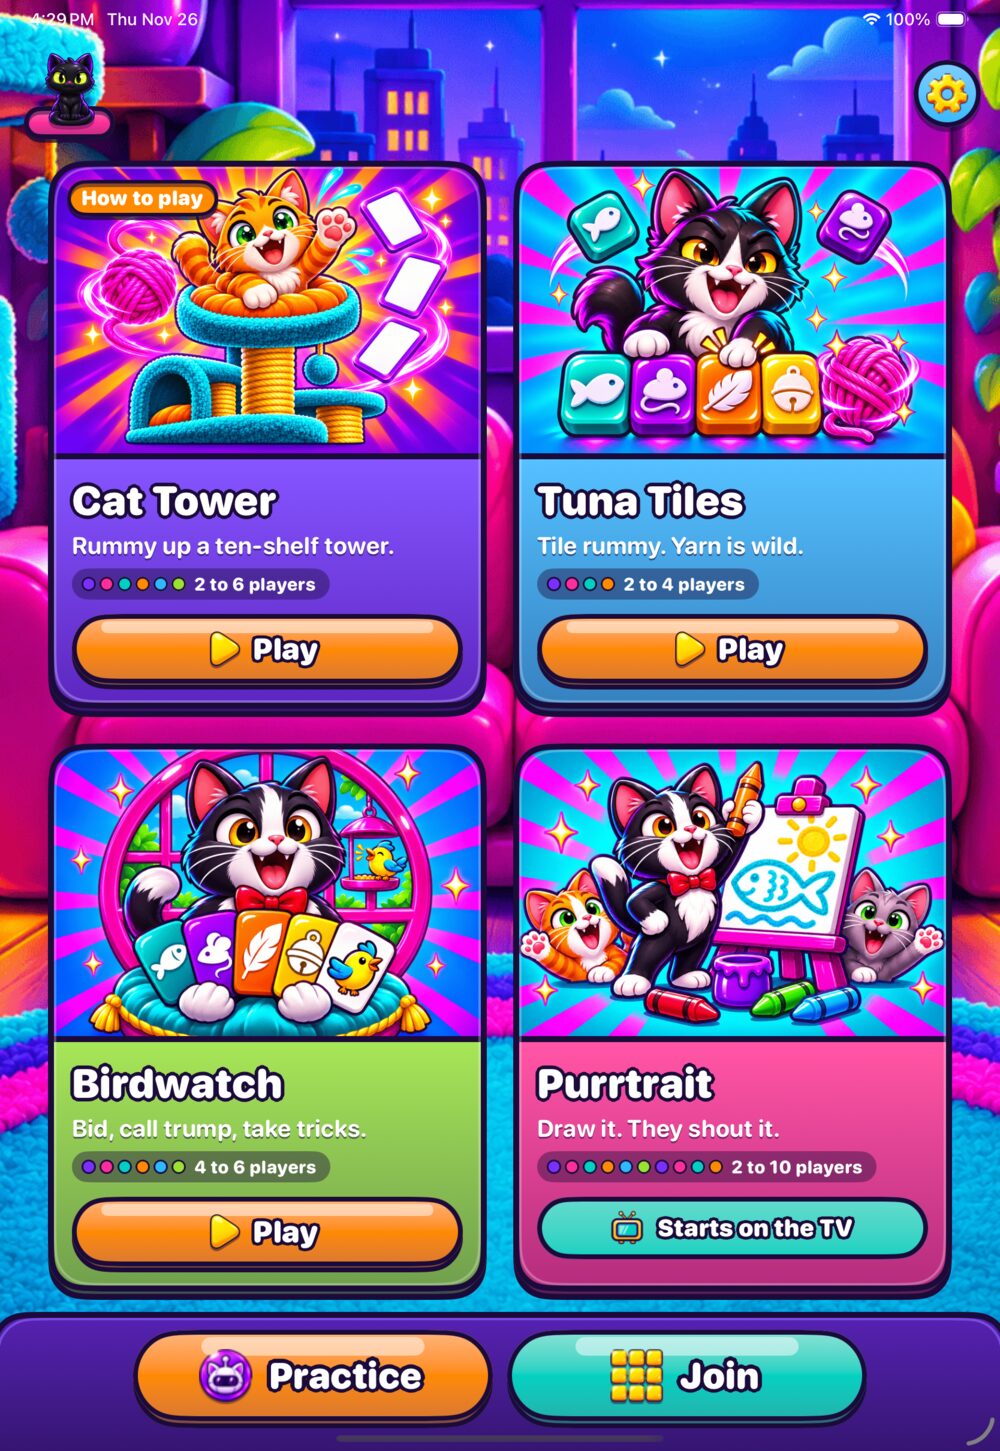 4:29 PM Thu Nov 26
100%
How to play
Cat Tower
Rummy up a ten-shelf tower.
2 to 6 players
Play
Tuna Tiles
Tile rummy. Yarn is wild.
2 to 4 players
Play
Birdwatch
Bid, call trump, take tricks.
4 to 6 players
Play
Purrtrait
Draw it. They shout it.
2 to 10 players
Starts on the TV
Practice
Join